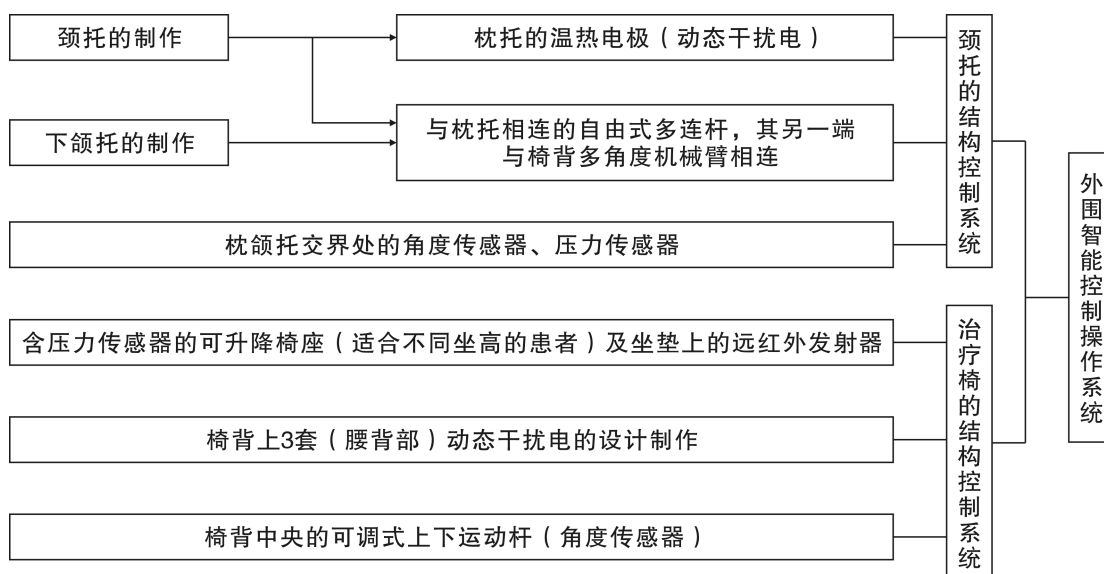 颈托的制作
枕托的温热电极（动态干扰电）
下颌托的制作
与枕托相连的自由式多连杆，其另一端
与椅背多角度机械臂相连
枕颌托交界处的角度传感器、压力传感器
颈托的结构控制系统
含压力传感器的可升降椅座（适合不同坐高的患者）及坐垫上的远红外发射器
椅背上3套（腰背部）动态干扰电的设计制作
椅背中央的可调式上下运动杆（角度传感器）
治疗椅的结构控制系统
外围智能控制操作系统